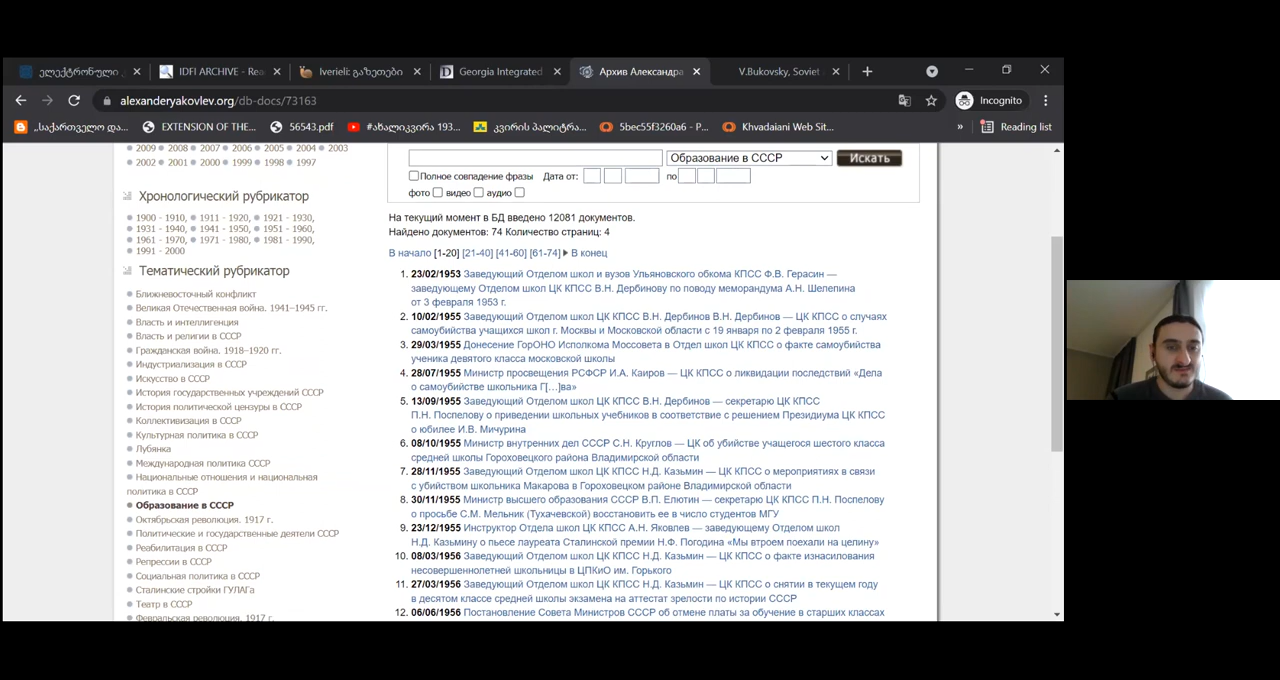 ელექტრონული
IDFI ARCHIVE - Rea
Iverieli: გაზეთები
Georgia Integrated
Архив Александра
V.Bukovsky, Soviet
alexanderyakovlev.org/db-docs/73163
Incognito
„საქართველო და...
EXTENSION OF THE...
56543.pdf
#ახალიკვირა 193...
კვირის პალიტრა...
5bec55f3260a6 - P...
Khvadaiani Web Sit...
»
Reading list
2009 2008 2007 2006 2005 2004 2003
2002 2001 2000 1999 1998 1997
Хронологический рубрикатор
1900 - 1910, 1911 - 1920, 1921 - 1930,
1931 - 1940, 1941 - 1950, 1951 - 1960,
1961 - 1970, 1971 - 1980, 1981 - 1990,
1991 - 2000
Тематический рубрикатор
Ближневосточный конфликт
Великая Отечественная война. 1941–1945 гг.
Власть и интеллигенция
Власть и религии в СССР
Гражданская война. 1918–1920 гг.
Индустриализация в СССР
Искусство в СССР
История государственных учреждений СССР
История политической цензуры в СССР
Коллективизация в СССР
Культурная политика в СССР
Лубянка
Международная политика СССР
Национальные отношения и национальная
политика в СССР
Образование в СССР
Октябрьская революция. 1917 г.
Политические и государственные деятели СССР
Реабилитация в СССР
Репрессии в СССР
Социальная политика в СССР
Сталинские стройки ГУЛАГа
Театр в СССР
Февральская революция. 1917 г.
Образование в СССР
Искать
Полное совпадение фразы Дата от: по
фото видео аудио
На текущий момент в БД введено 12081 документов.
Найдено документов: 74 Количество страниц: 4
В начало [1-20] [21-40] [41-60] [61-74] В конец
1. 23/02/1953 Заведующий Отделом школ и вузов Ульяновского обкома КПСС Ф.В. Герасин —
заведующему Отделом школ ЦК КПСС В.Н. Дербинову по поводу меморандума А.Н. Шелепина
от 3 февраля 1953 г.
2. 10/02/1955 Заведующий Отделом школ ЦК КПСС В.Н. Дербинов В.Н. Дербинов — ЦК КПСС о случаях
самоубийства учащихся школ г. Москвы и Московской области с 19 января по 2 февраля 1955 г.
3. 29/03/1955 Донесение ГорОНО Исполкома Моссовета в Отдел школ ЦК КПСС о факте самоубийства
ученика девятого класса московской школы
4. 28/07/1955 Министр просвещения РСФСР И.А. Каиров — ЦК КПСС о ликвидации последствий «Дела
о самоубийстве школьника Г[...]ва»
5. 13/09/1955 Заведующий Отделом школ ЦК КПСС В.Н. Дербинов — секретарю ЦК КПСС
П.Н. Поспелову о приведении школьных учебников в соответствие с решением Президиума ЦК КПСС
о юбилее И.В. Мичурина
6. 08/10/1955 Министр внутренних дел СССР С.Н. Круглов — ЦК об убийстве учащегося шестого класса
средней школы Гороховецкого района Владимирской области
7. 28/11/1955 Заведующий Отделом школ ЦК КПСС Н.Д. Казьмин — ЦК КПСС о мероприятиях в связи
с убийством школьника Макарова в Гороховецком районе Владимирской области
8. 30/11/1955 Министр высшего образования СССР В.П. Елютин — секретарю ЦК КПСС П.Н. Поспелову
о просьбе С.М. Мельник (Тухачевской) восстановить ее в число студентов МГУ
9. 23/12/1955 Инструктор Отдела школ ЦК КПСС А.Н. Яковлев — заведующему Отделом школ
Н.Д. Казьмину о пьесе лауреата Сталинской премии Н.Ф. Погодина «Мы втроем поехали на целину»
10. 08/03/1956 Заведующий Отделом школ ЦК КПСС Н.Д. Казьмин — ЦК КПСС о факте изнасилования
несовершеннолетней школьницы в ЦПКиО им. Горького
11. 27/03/1956 Заведующий Отделом школ ЦК КПСС Н.Д. Казьмин — ЦК КПСС о снятии в текущем году
в десятом классе средней школы экзамена на аттестат зрелости по истории СССР
12. 06/06/1956 Постановление Совета Министров СССР об отмене платы за обучение в старших классах